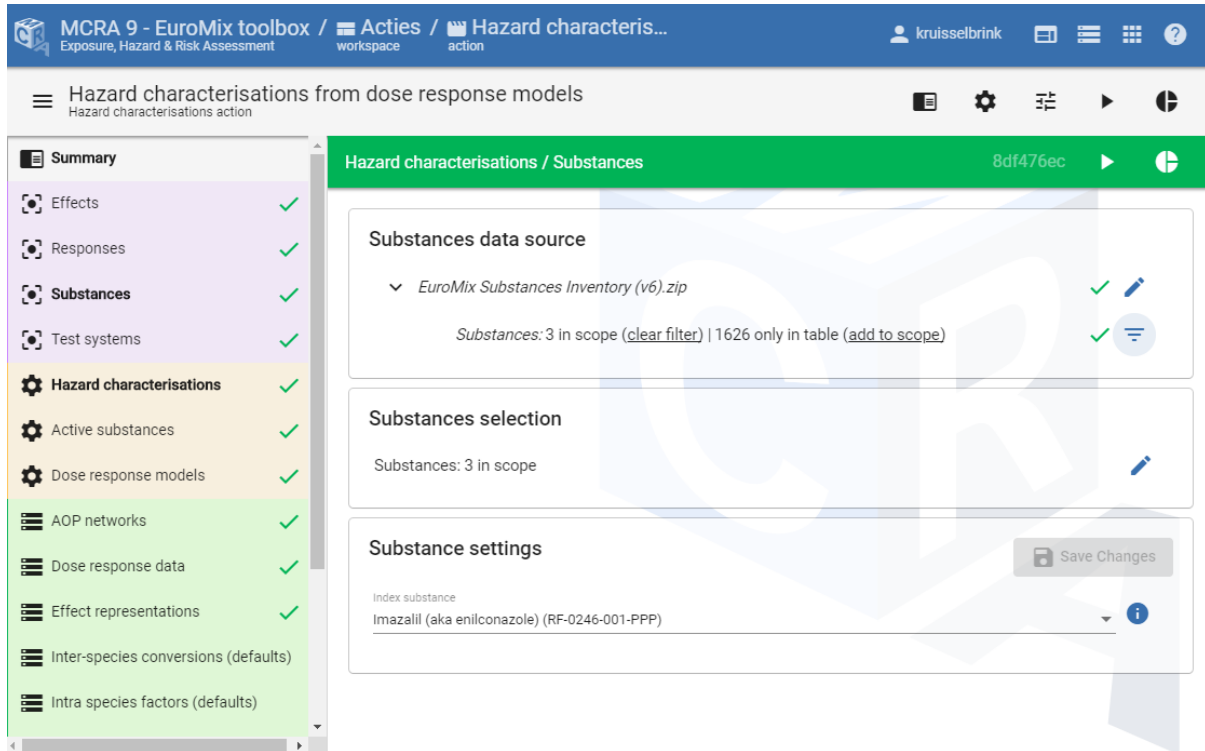 MCRA 9 - EuroMix toolbox / Acties / Hazard characteris...
Exposure, Hazard & Risk Assessment workspace action
kruisselbrink
Hazard characterisations from dose response models
Hazard characterisations action
Summary
Effects
Responses
Substances
Test systems
Hazard characterisations
Active substances
Dose response models
AOP networks
Dose response data
Effect representations
Inter-species conversions (defaults)
Intra species factors (defaults)
Hazard characterisations / Substances 8df476ec
Substances data source
EuroMix Substances Inventory (v6).zip
Substances: 3 in scope (clear filter) | 1626 only in table (add to scope)
Substances selection
Substances: 3 in scope
Substance settings
Save Changes
Index substance
Imazalil (aka enilconazole) (RF-0246-001-PPP)
CRA